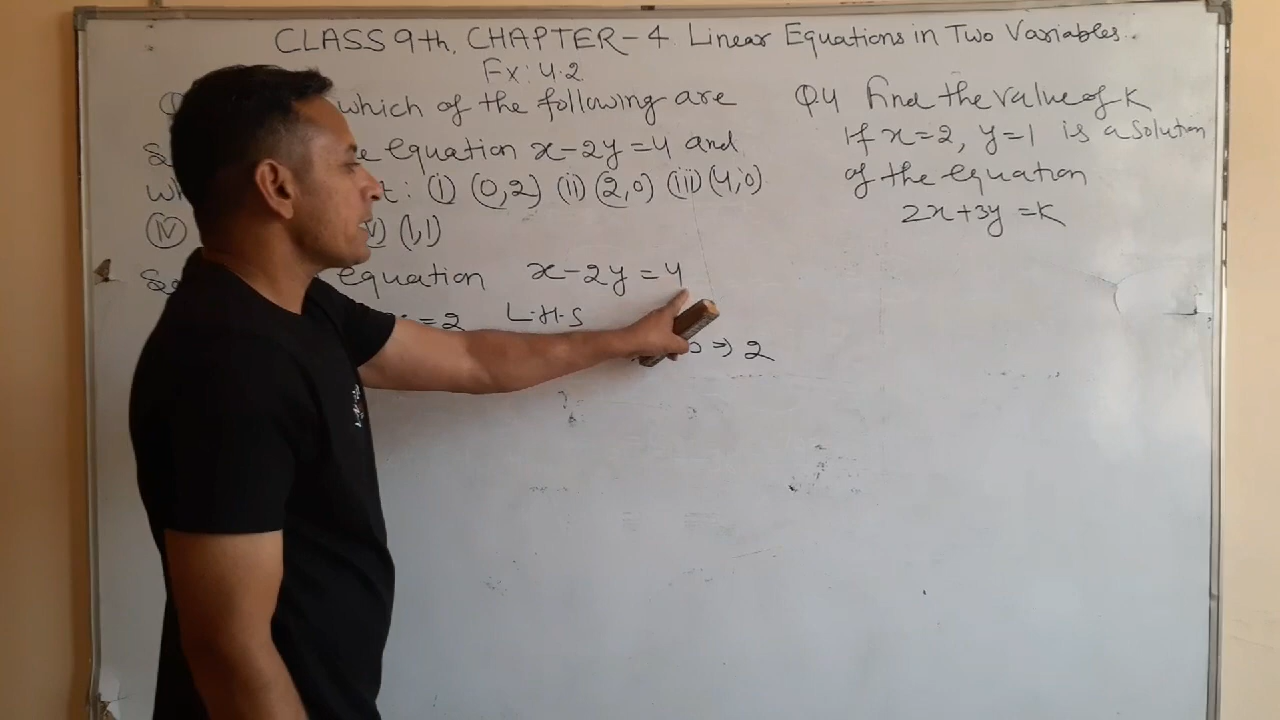 CLASS 9th, CHAPTER-4 Linear Equations in Two Variables.
Ex: 4.2
which of the following are
equation x-2y=4 and
(i) (0,2) (ii) (2,0) (iii) (4,0)
(iv) (v) (1,1)
equation x-2y=4
=2 L.H.S
⇒ 2
Q4 find the value of K
If x=2, y=1 is a solution
of the equation
2x+3y=K